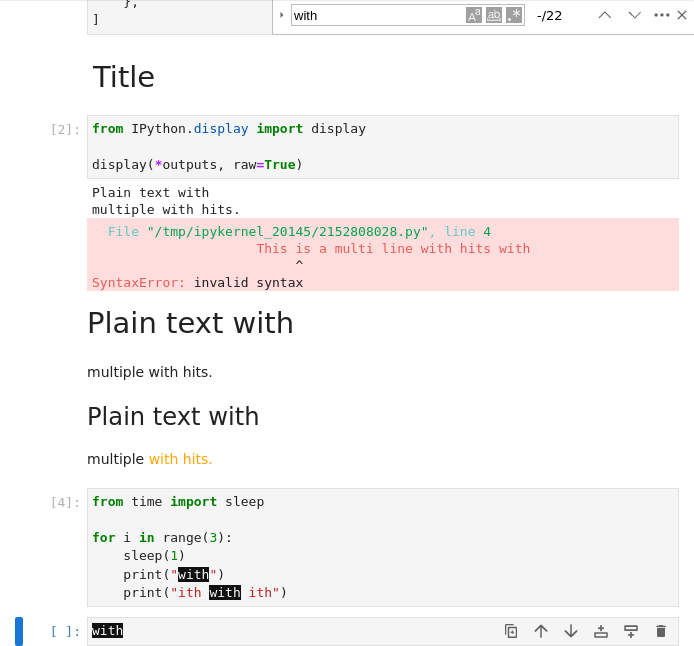 },
]
with
-/22
Title
[2]:
from IPython.display import display
display(*outputs, raw=True)
Plain text with
multiple with hits.
File "/tmp/ipykernel_20145/2152808028.py", line 4
This is a multi line with hits with
^
SyntaxError: invalid syntax
Plain text with
multiple with hits.
Plain text with
multiple with hits.
[4]:
from time import sleep
for i in range(3):
sleep(1)
print("with")
print("ith with ith")
[ ]:
with